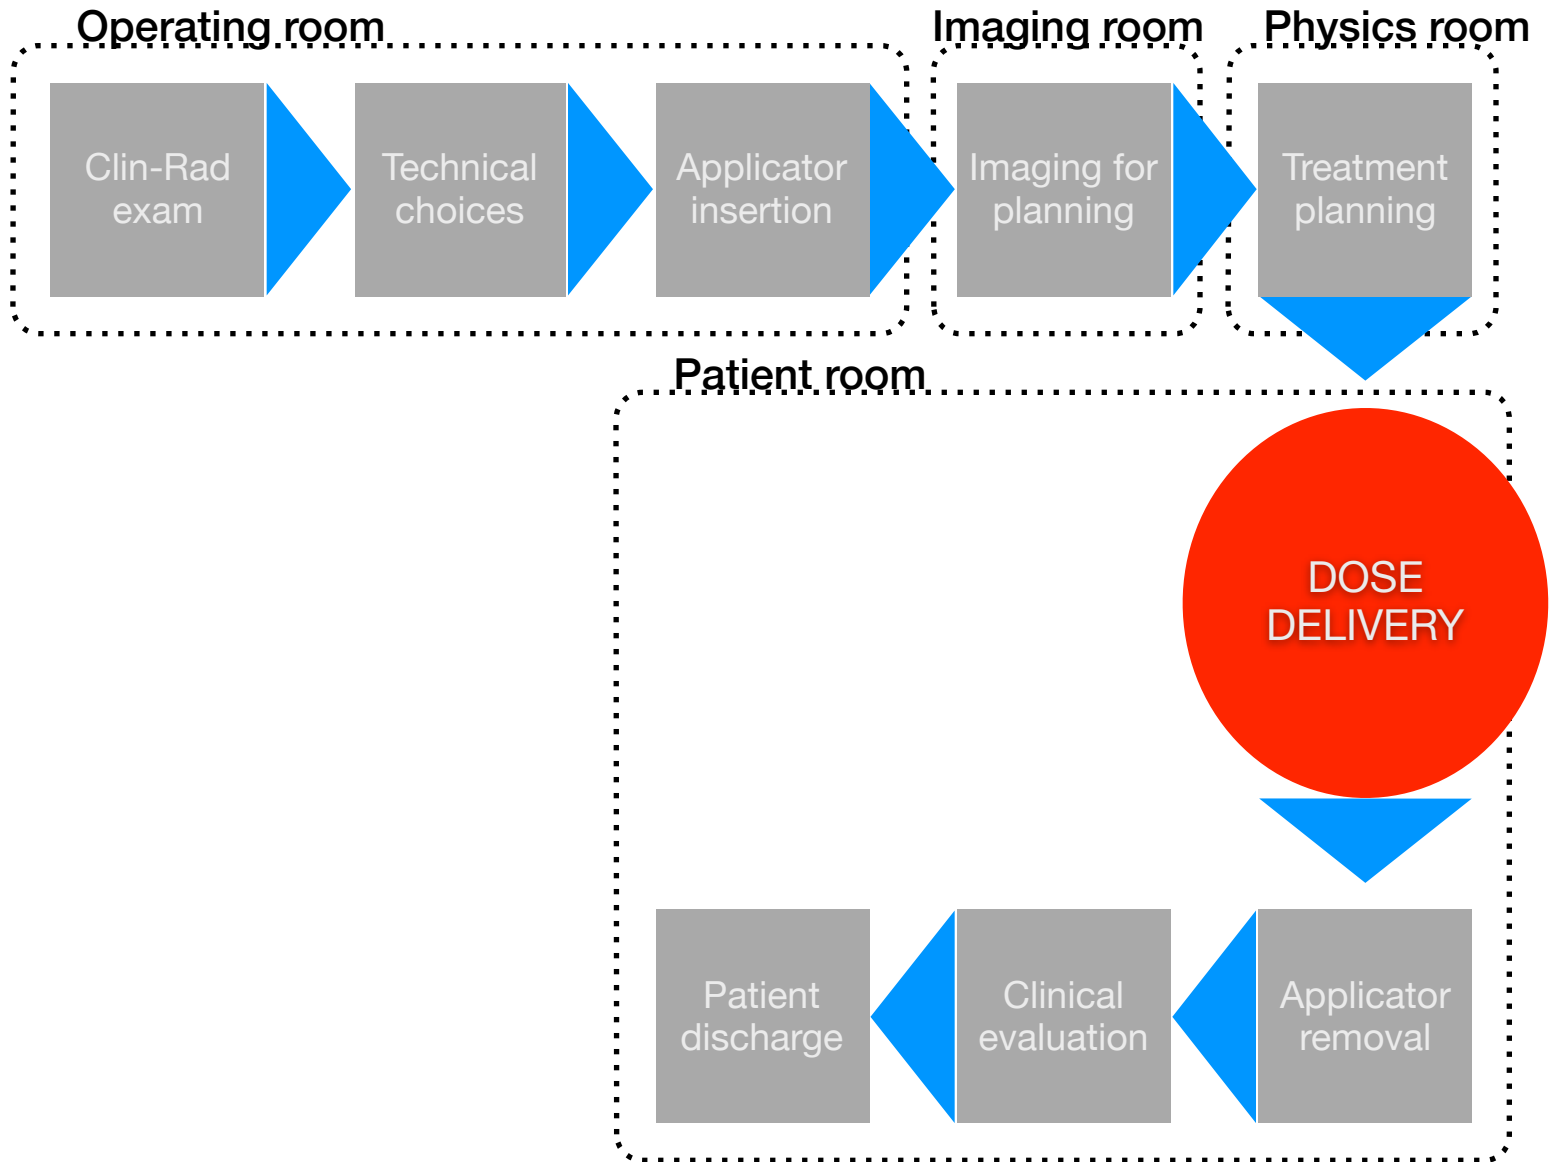 Operating room
Imaging room
Physics room
Clin-Rad
exam
Technical
choices
Applicator
insertion
Imaging for
planning
Treatment
planning
Patient room
DOSE
DELIVERY
Patient
discharge
Clinical
evaluation
Applicator
removal